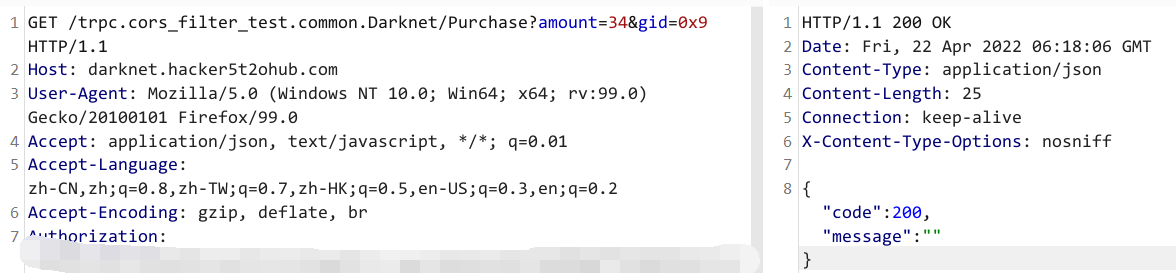 1 GET /trpc.cors_filter_test.common.Darknet/Purchase?amount=34&gid=0x9
HTTP/1.1
2 Host: darknet.hacker5t2ohub.com
3 User-Agent: Mozilla/5.0 (Windows NT 10.0; Win64; x64; rv:99.0)
Gecko/20100101 Firefox/99.0
4 Accept: application/json, text/javascript, */*; q=0.01
5 Accept-Language:
zh-CN,zh;q=0.8,zh-TW;q=0.7,zh-HK;q=0.5,en-US;q=0.3,en;q=0.2
6 Accept-Encoding: gzip, deflate, br
7 Authorization:
1 HTTP/1.1 200 OK
2 Date: Fri, 22 Apr 2022 06:18:06 GMT
3 Content-Type: application/json
4 Content-Length: 25
5 Connection: keep-alive
6 X-Content-Type-Options: nosniff
7
8 {
"code":200,
"message":""
}